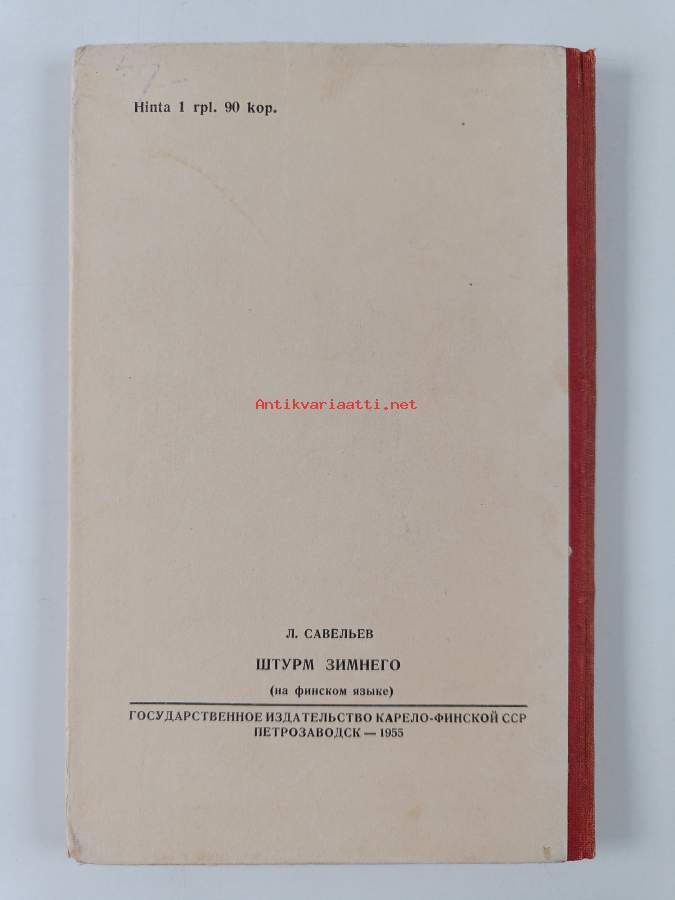 Hinta 1 rpl. 90 kop.
Antikvariaatti.net
Л. САВЕЛЬЕВ
ШТУРМ ЗИМНЕГО
(на финском языке)
ГОСУДАРСТВЕННОЕ ИЗДАТЕЛЬСТВО КАРЕЛО-ФИНСКОЙ ССР
ПЕТРОЗАВОДСК — 1955